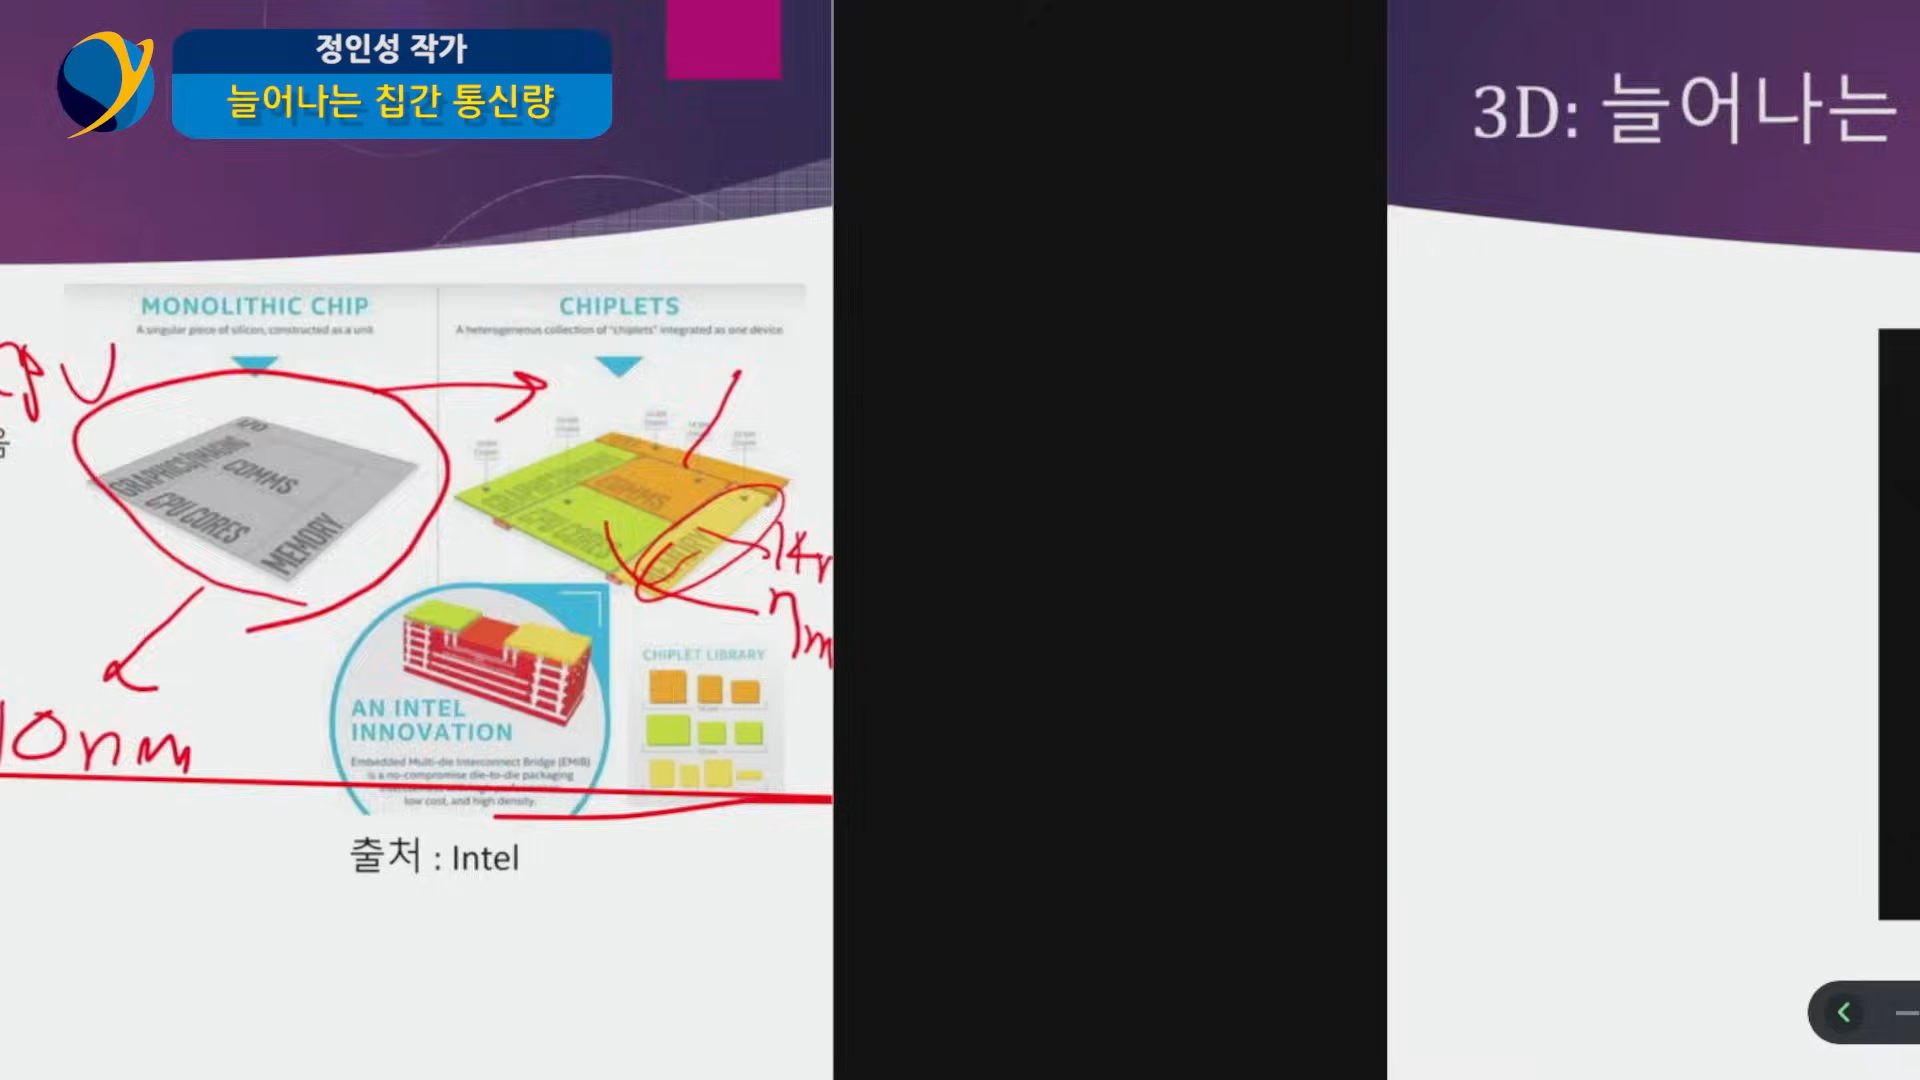 정인성 작가
늘어나는 칩간 통신량
3D: 늘어나는
MONOLITHIC CHIP
A singular piece of silicon, constructed as a unit
CHIPLETS
A heterogeneous collection of "chiplets" integrated as one device
I/O
GRAPHICS/IMAGING
COMMS
CPU CORES
MEMORY
COMMS
CPU CORES
MEMORY
10nm
CHIPLET LIBRARY
AN INTEL
INNOVATION
Embedded Multi-die Interconnect Bridge (EMIB)
is a no-compromise die-to-die packaging
low cost, and high density.
출처 : Intel